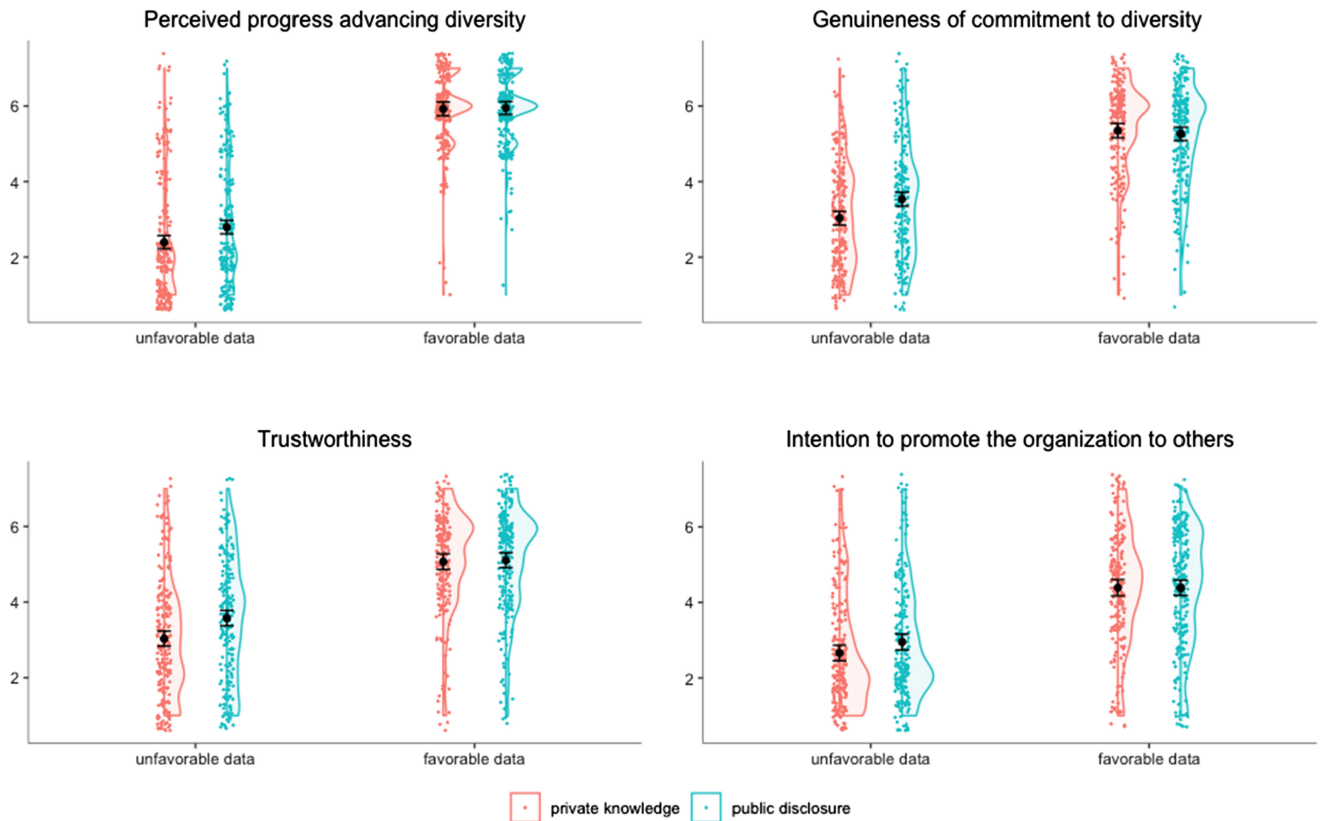 Perceived progress advancing diversity
6
4
2
unfavorable data favorable data
Genuineness of commitment to diversity
6
4
2
unfavorable data favorable data
Trustworthiness
6
4
2
unfavorable data favorable data
Intention to promote the organization to others
6
4
2
unfavorable data favorable data
private knowledge public disclosure